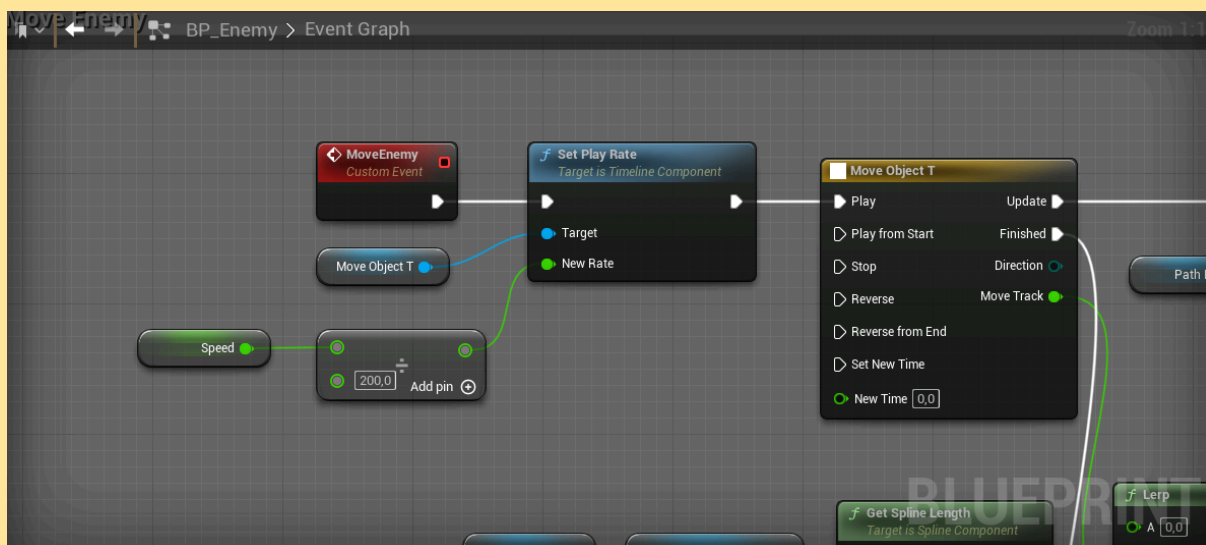 Move Enemy
BP_Enemy > Event Graph
Zoom 1:1
MoveEnemy
Custom Event
Set Play Rate
Target is Timeline Component
Target
New Rate
Move Object T
Speed
200,0
÷
Add pin
Move Object T
Play
Update
Play from Start
Finished
Stop
Direction
Reverse
Move Track
Reverse from End
Set New Time
New Time 0,0
Path
Get Spline Length
Target is Spline Component
Lerp
A 0,0
BLUEPRINT